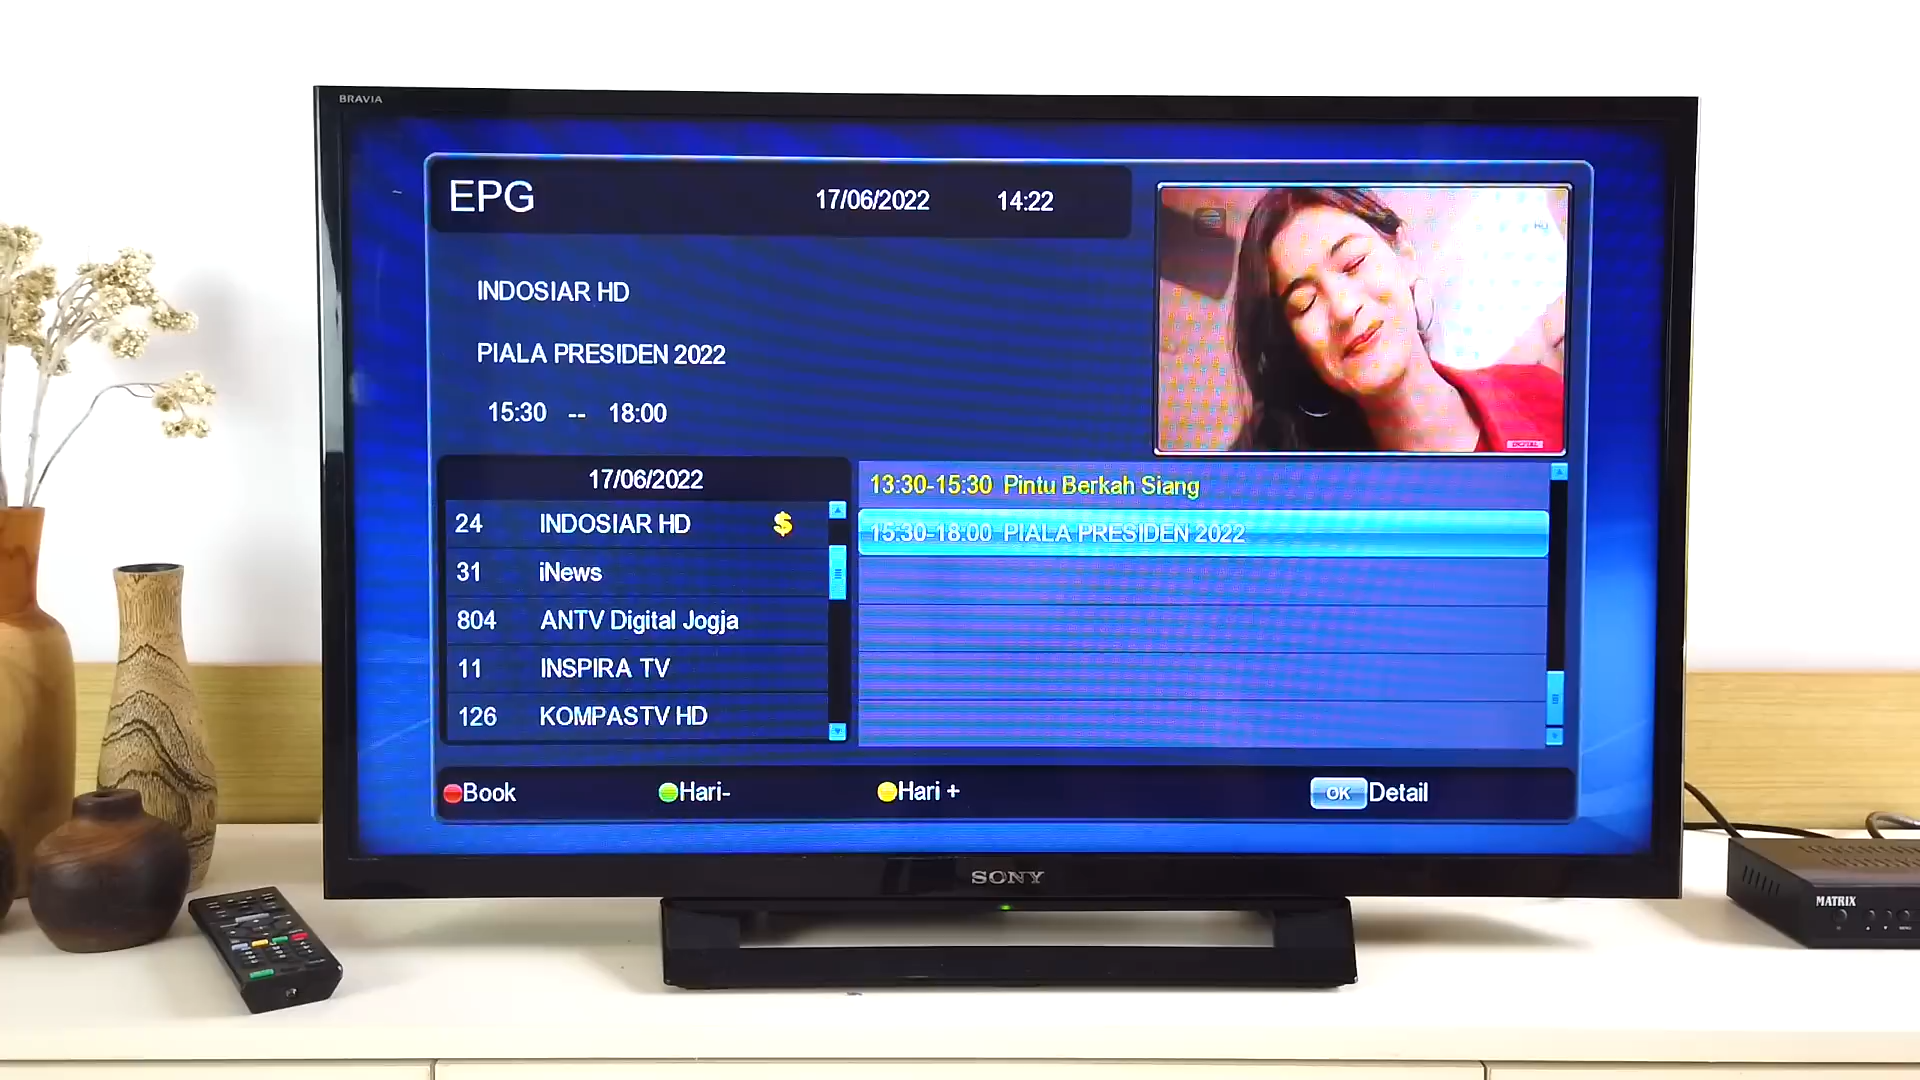 BRAVIA
EPG 17/06/2022 14:22
INDOSIAR HD
PIALA PRESIDEN 2022
15:30 -- 18:00
DIGITAL
17/06/2022
24 INDOSIAR HD $
31 iNews
804 ANTV Digital Jogja
11 INSPIRA TV
126 KOMPASTV HD
13:30-15:30 Pintu Berkah Siang
15:30-18:00 PIALA PRESIDEN 2022
Book Hari- Hari + OK Detail
SONY
MATRIX
MENU